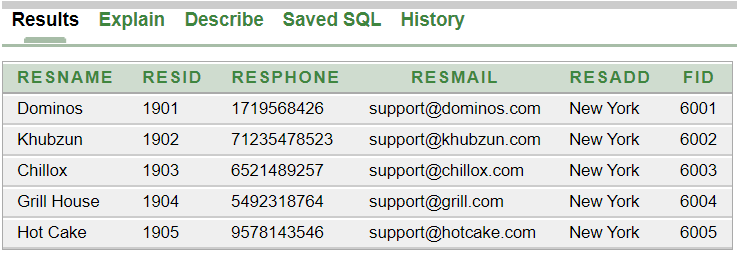 Results Explain Describe Saved SQL History
RESNAME RESID RESPHONE RESMAIL RESADD FID
Dominos 1901 1719568426 support@dominos.com New York 6001
Khubzun 1902 71235478523 support@khubzun.com New York 6002
Chillox 1903 6521489257 support@chillox.com New York 6003
Grill House 1904 5492318764 support@grill.com New York 6004
Hot Cake 1905 9578143546 support@hotcake.com New York 6005